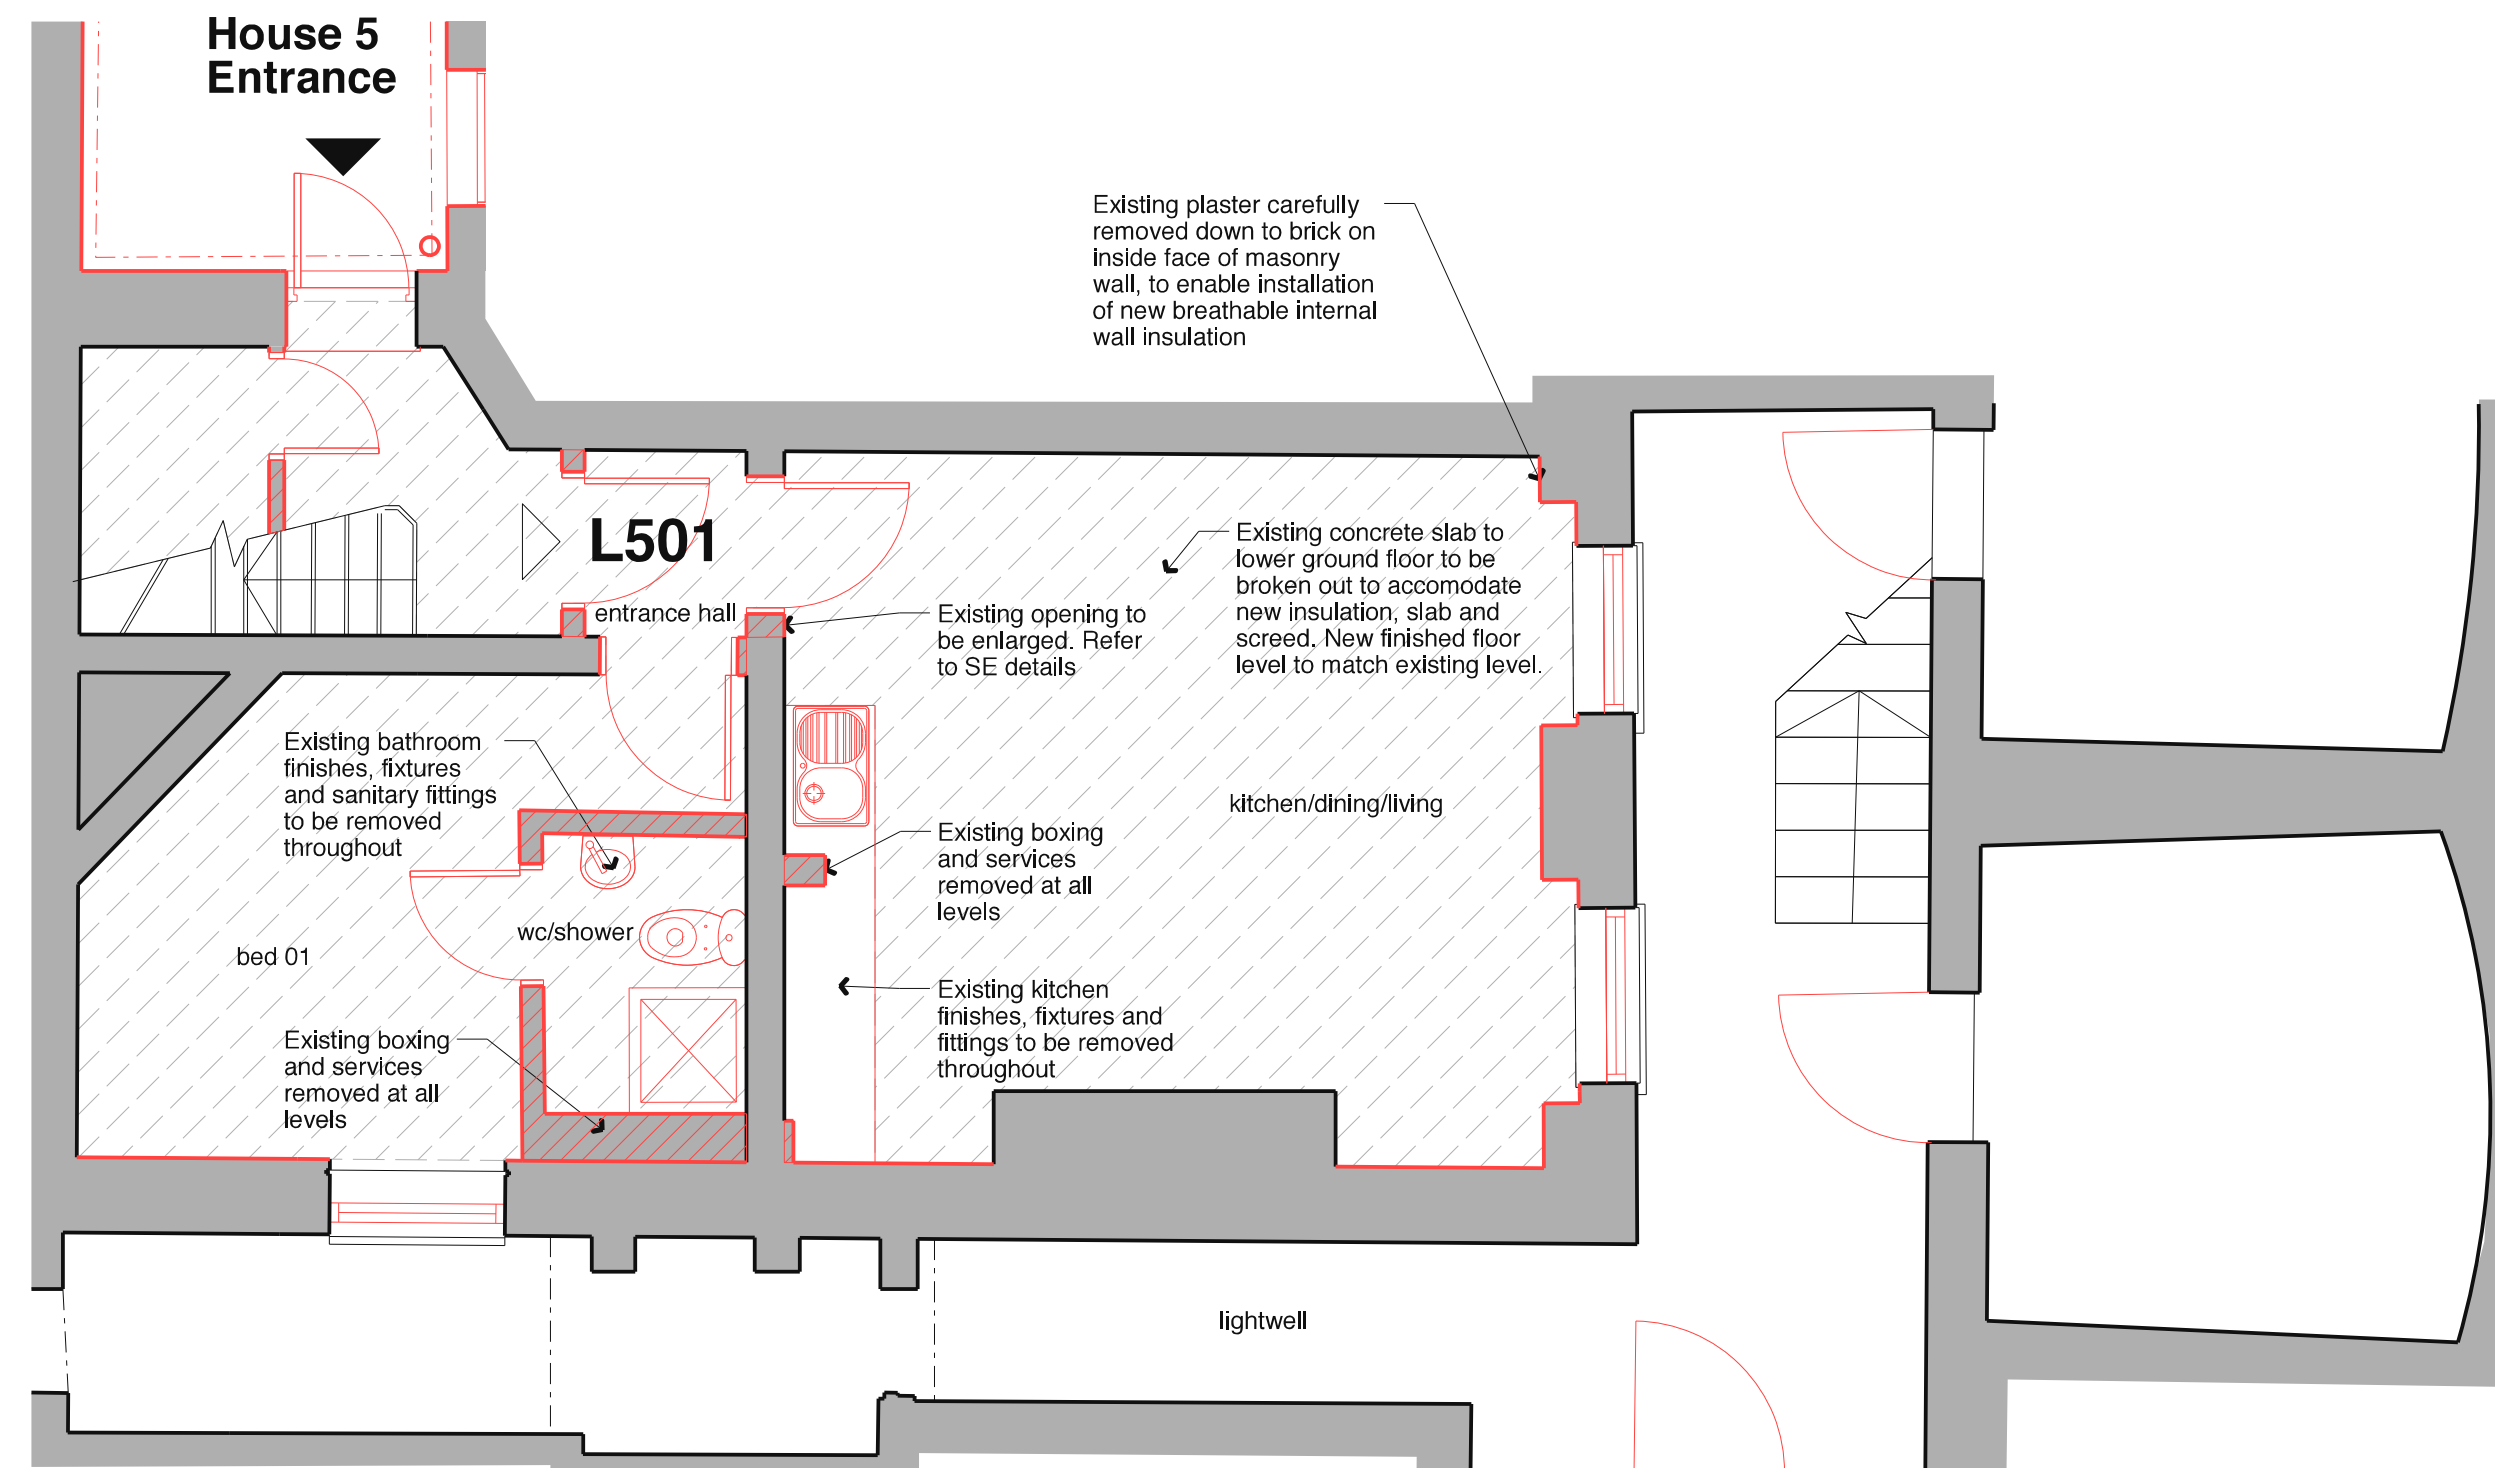 House 5
Entrance
Existing plaster carefully
removed down to brick on
inside face of masonry
wall, to enable installation
of new breathable internal
wall insulation
L501
entrance hall
Existing opening to
be enlarged. Refer
to SE details
Existing concrete slab to
lower ground floor to be
broken out to accomodate
new insulation, slab and
screed. New finished floor
level to match existing level.
Existing bathroom
finishes, fixtures
and sanitary fittings
to be removed
throughout
kitchen/dining/living
Existing boxing
and services
removed at all
levels
wc/shower
bed 01
Existing kitchen
finishes, fixtures and
fittings to be removed
throughout
Existing boxing
and services
removed at all
levels
lightwell